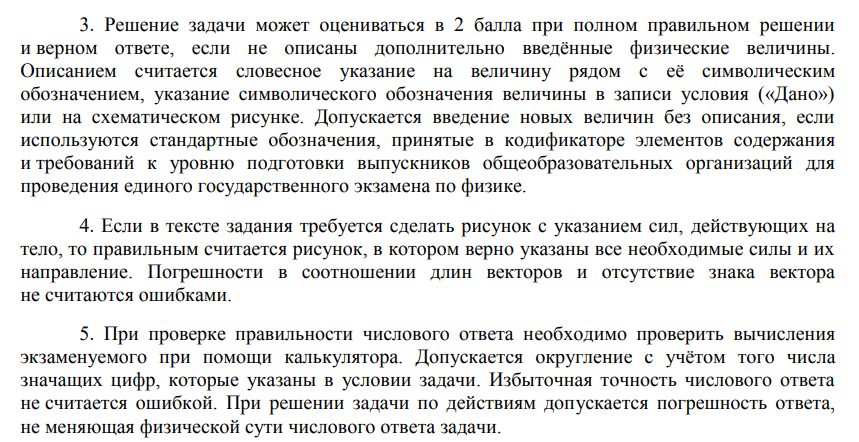 3. Решение задачи может оцениваться в 2 балла при полном правильном решении
и верном ответе, если не описаны дополнительно введённые физические величины.
Описанием считается словесное указание на величину рядом с её символическим
обозначением, указание символического обозначения величины в записи условия («Дано»)
или на схематическом рисунке. Допускается введение новых величин без описания, если
используются стандартные обозначения, принятые в кодификаторе элементов содержания
и требований к уровню подготовки выпускников общеобразовательных организаций для
проведения единого государственного экзамена по физике.
4. Если в тексте задания требуется сделать рисунок с указанием сил, действующих на
тело, то правильным считается рисунок, в котором верно указаны все необходимые силы и их
направление. Погрешности в соотношении длин векторов и отсутствие знака вектора
не считаются ошибками.
5. При проверке правильности числового ответа необходимо проверить вычисления
экзаменуемого при помощи калькулятора. Допускается округление с учётом того числа
значащих цифр, которые указаны в условии задачи. Избыточная точность числового ответа
не считается ошибкой. При решении задачи по действиям допускается погрешность ответа,
не меняющая физической сути числового ответа задачи.